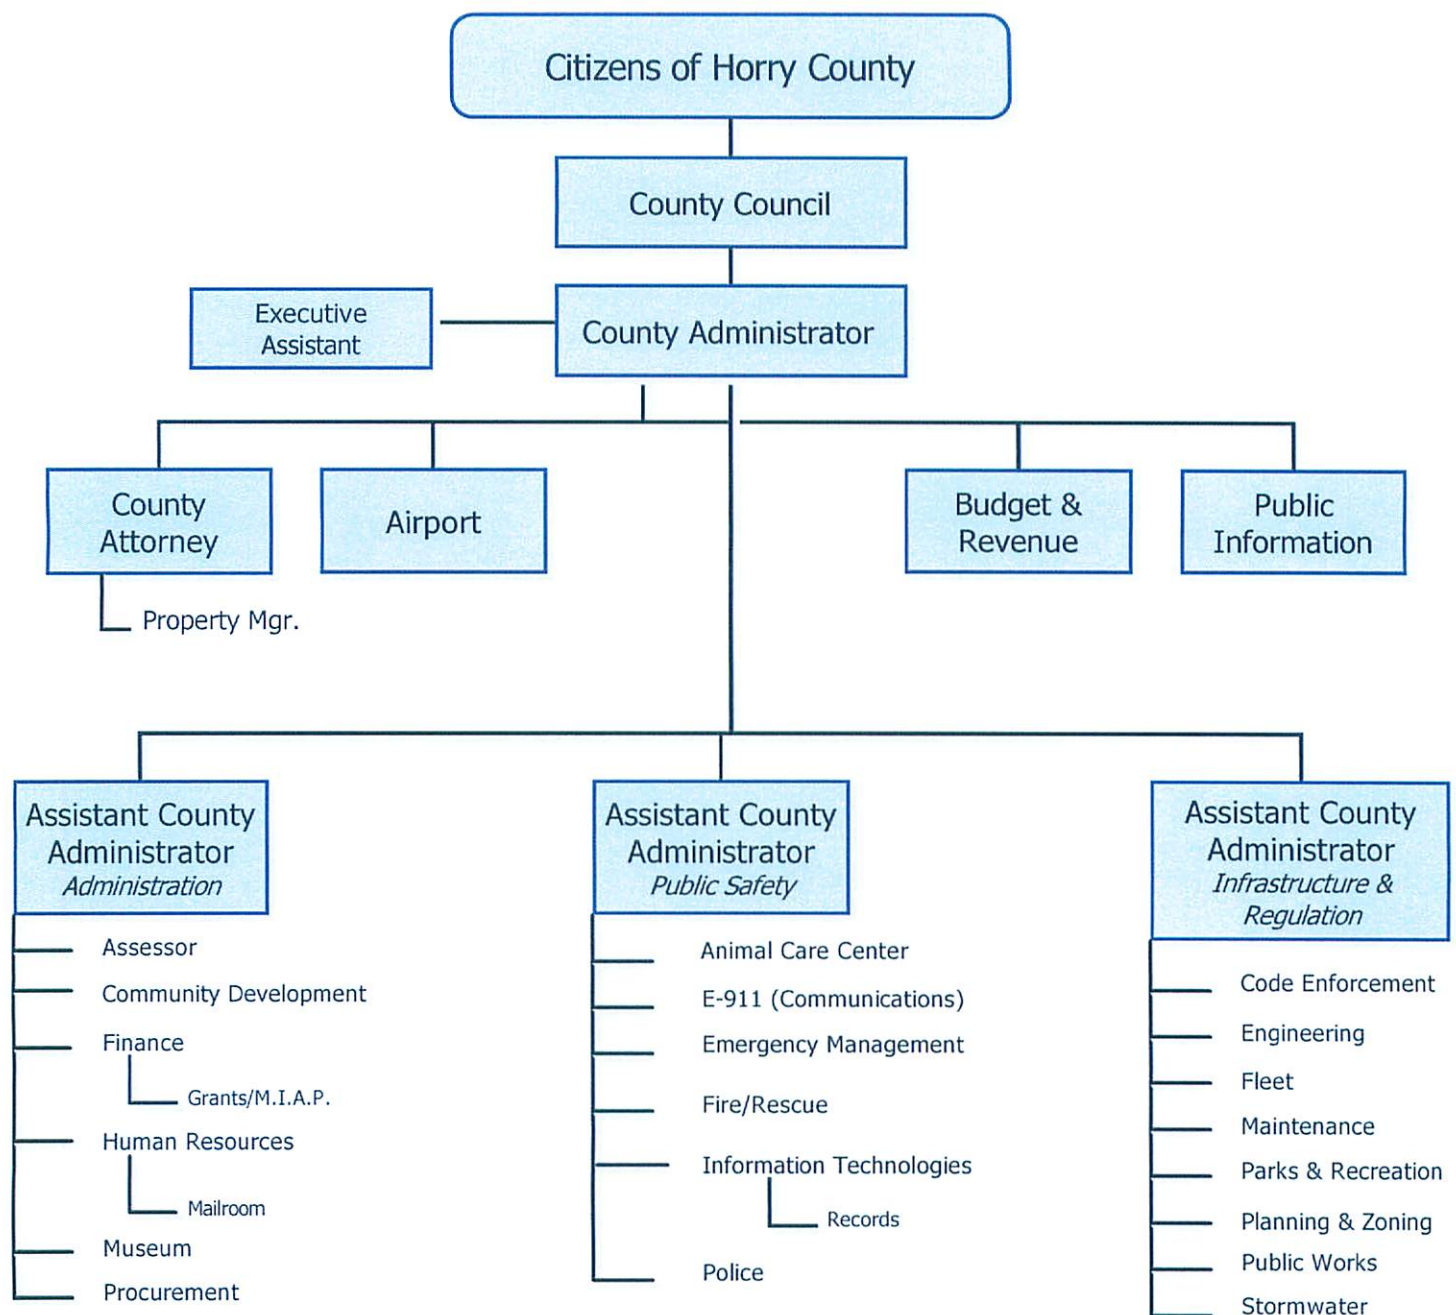 Citizens of Horry County
County Council
Executive
Assistant
County Administrator
County
Attorney
Airport
Budget &
Revenue
Public
Information
Property Mgr.
Assistant County
Administrator
Administration
Assessor
Community Development
Finance
Grants/M.I.A.P.
Human Resources
Mailroom
Museum
Procurement
Assistant County
Administrator
Public Safety
Animal Care Center
E-911 (Communications)
Emergency Management
Fire/Rescue
Information Technologies
Records
Police
Assistant County
Administrator
Infrastructure &
Regulation
Code Enforcement
Engineering
Fleet
Maintenance
Parks & Recreation
Planning & Zoning
Public Works
Stormwater